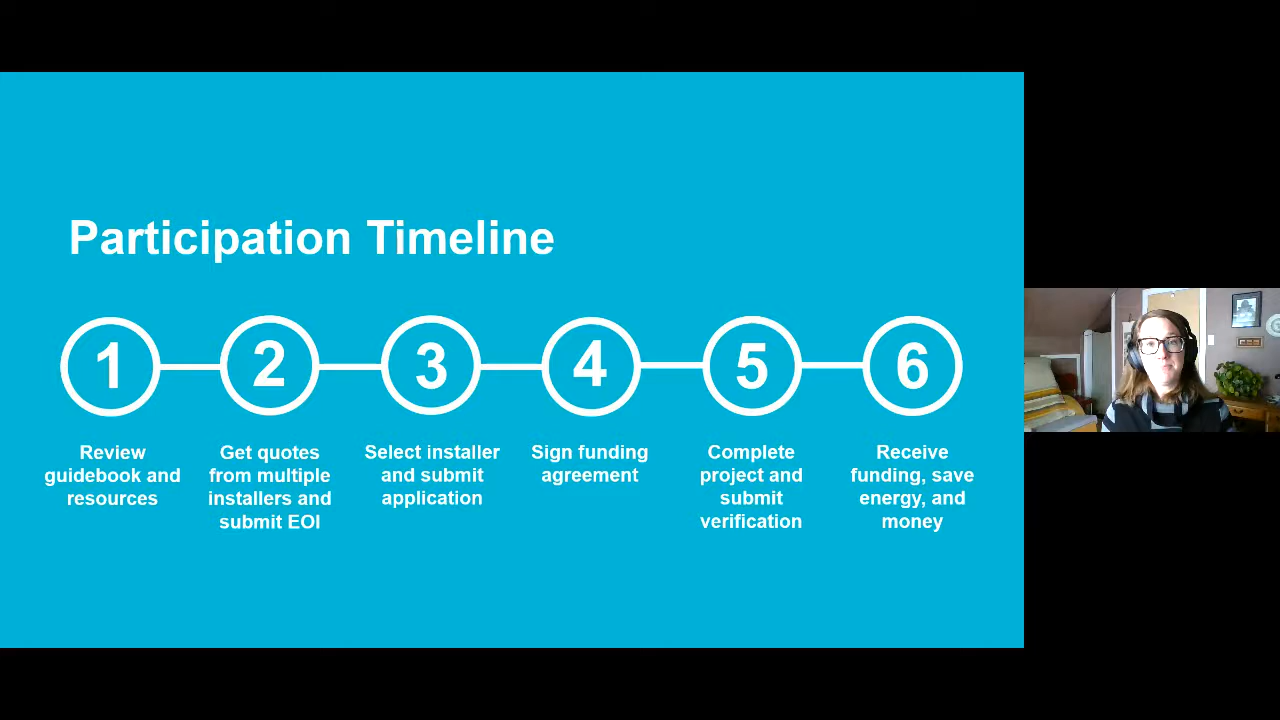 Participation Timeline
1
2
3
4
5
6
Review
guidebook and
resources
Get quotes
from multiple
installers and
submit EOI
Select installer
and submit
application
Sign funding
agreement
Complete
project and
submit
verification
Receive
funding, save
energy, and
money